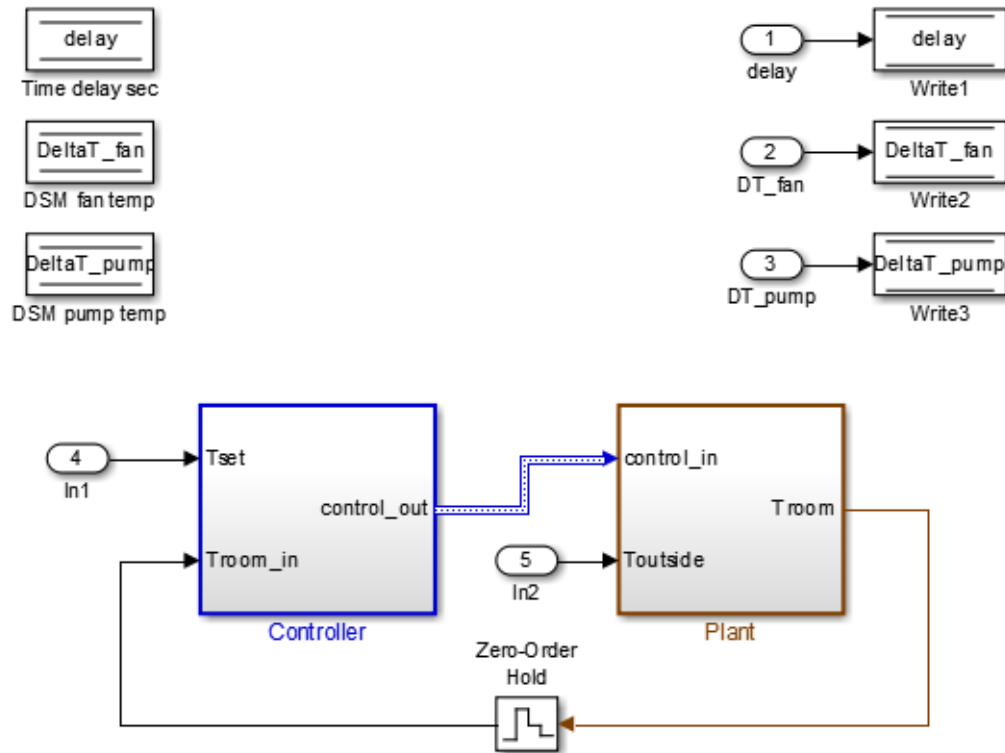 delay
Time delay sec
1
delay
delay
Write1
DeltaT_fan
DSM fan temp
2
DT_fan
DeltaT_fan
Write2
DeltaT_pump
DSM pump temp
3
DT_pump
DeltaT_pump
Write3
4
In1
Tset
Troom_in
control_out
Controller
control_in
Toutside
Troom
Plant
5
In2
Zero-Order
Hold